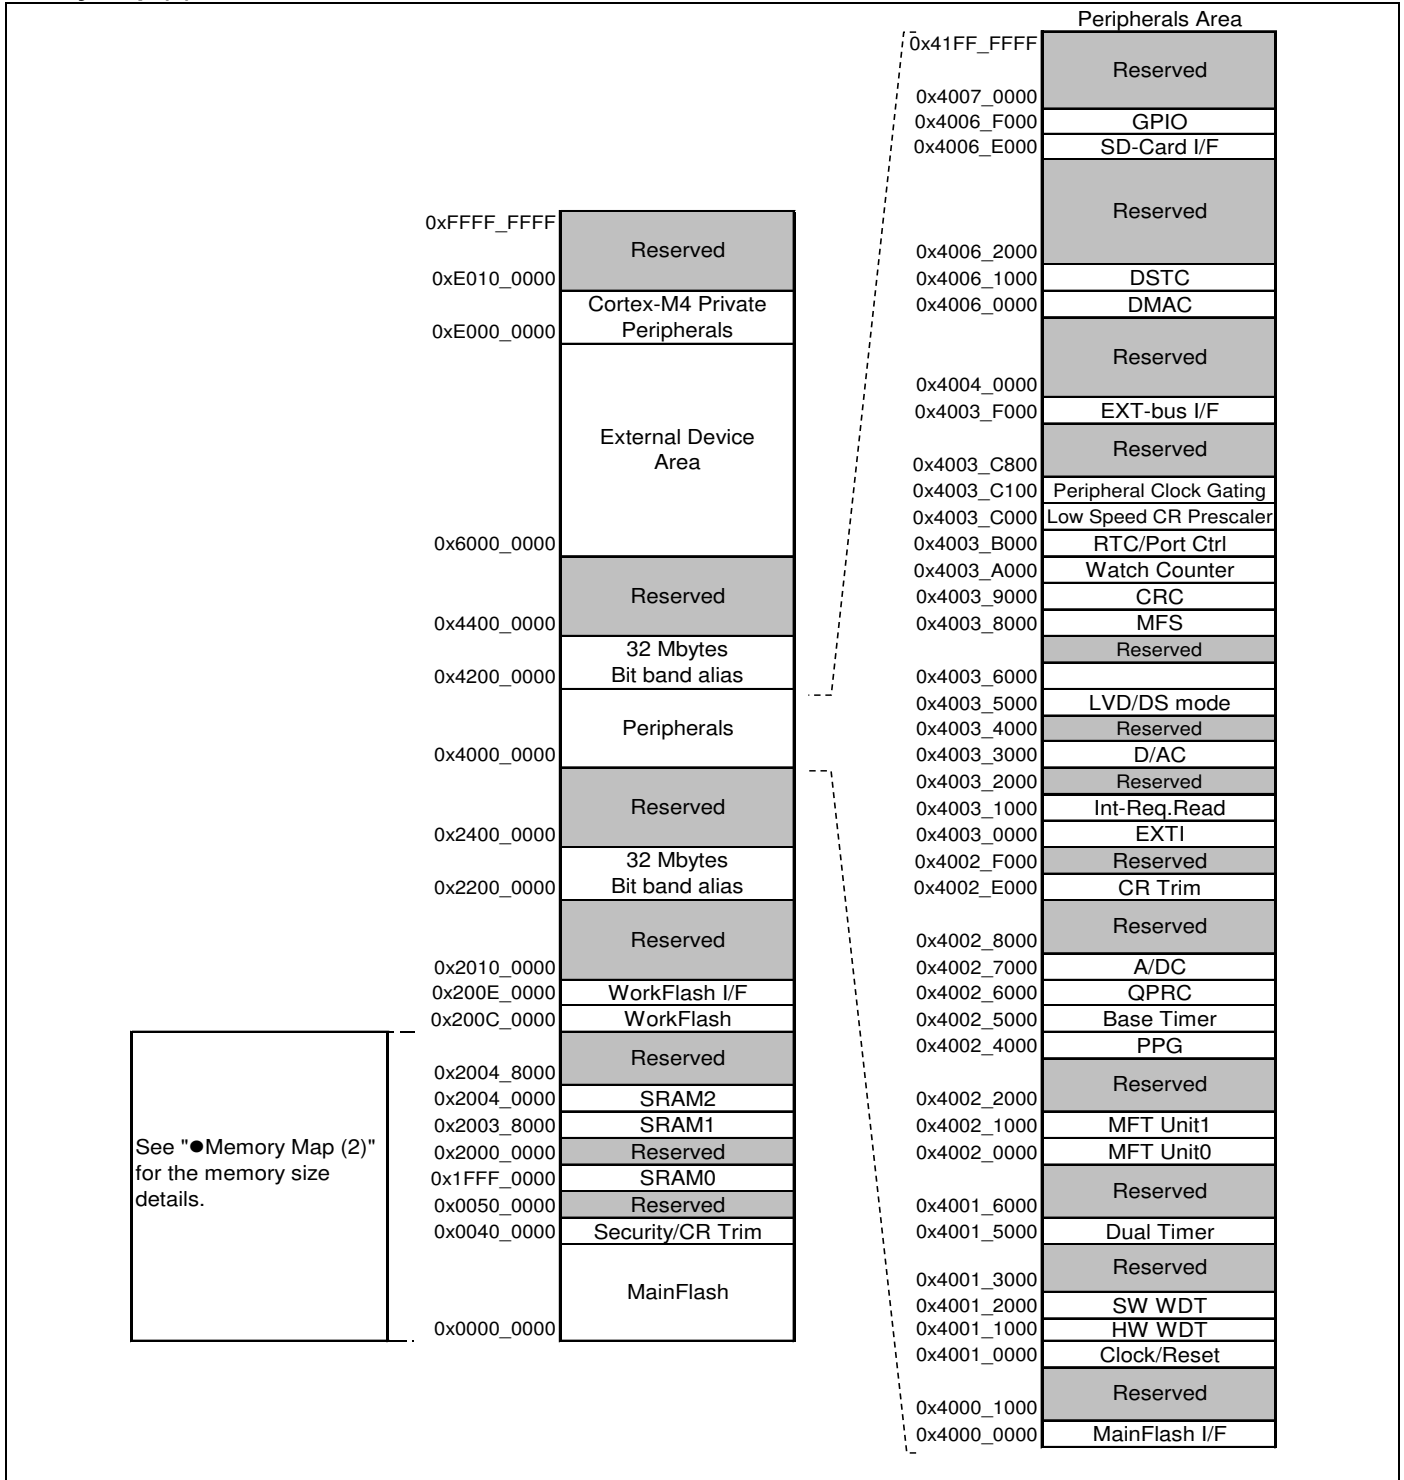 Peripherals Area
0x41FF_FFFF
Reserved
0x4007_0000
0x4006_F000 GPIO
0x4006_E000 SD-Card I/F
Reserved
0x4006_2000
0x4006_1000 DSTC
0x4006_0000 DMAC
Reserved
0x4004_0000
0x4003_F000 EXT-bus I/F
Reserved
0x4003_C800
0x4003_C100 Peripheral Clock Gating
0x4003_C000 Low Speed CR Prescaler
0x4003_B000 RTC/Port Ctrl
0x4003_A000 Watch Counter
0x4003_9000 CRC
0x4003_8000 MFS
Reserved
0x4003_6000
0x4003_5000 LVD/DS mode
0x4003_4000 Reserved
0x4003_3000 D/AC
0x4003_2000 Reserved
0x4003_1000 Int-Req.Read
0x4003_0000 EXTI
0x4002_F000 Reserved
0x4002_E000 CR Trim
Reserved
0x4002_8000
0x4002_7000 A/DC
0x4002_6000 QPRC
0x4002_5000 Base Timer
0x4002_4000 PPG
Reserved
0x4002_2000
0x4002_1000 MFT Unit1
0x4002_0000 MFT Unit0
Reserved
0x4001_6000
0x4001_5000 Dual Timer
Reserved
0x4001_3000
0x4001_2000 SW WDT
0x4001_1000 HW WDT
0x4001_0000 Clock/Reset
Reserved
0x4000_1000
0x4000_0000 MainFlash I/F
0xFFFF_FFFF
Reserved
0xE010_0000
Cortex-M4 Private
0xE000_0000 Peripherals
External Device
Area
0x6000_0000
Reserved
0x4400_0000
32 Mbytes
0x4200_0000 Bit band alias
Peripherals
0x4000_0000
Reserved
0x2400_0000
32 Mbytes
0x2200_0000 Bit band alias
Reserved
0x2010_0000
0x200E_0000 WorkFlash I/F
0x200C_0000 WorkFlash
Reserved
0x2004_8000
0x2004_0000 SRAM2
0x2003_8000 SRAM1
0x2000_0000 Reserved
0x1FFF_0000 SRAM0
0x0050_0000 Reserved
0x0040_0000 Security/CR Trim
MainFlash
0x0000_0000
See "●Memory Map (2)"
for the memory size
details.